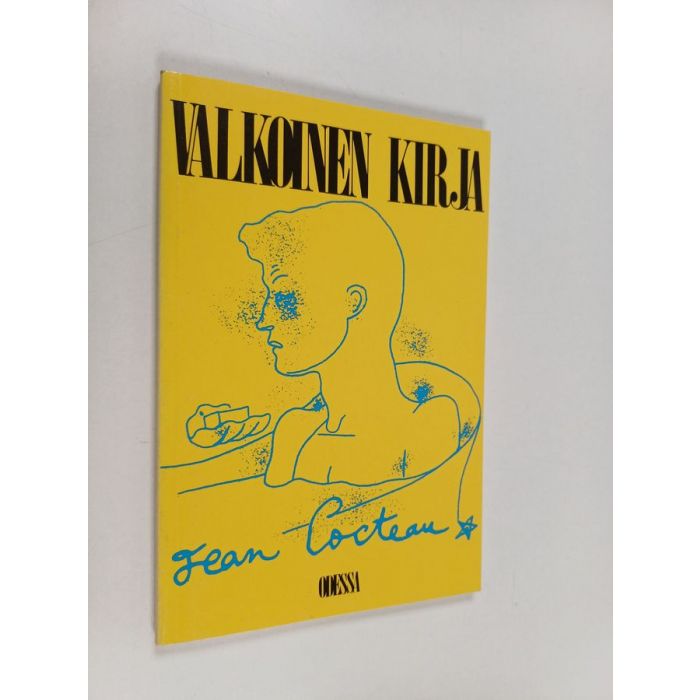 VALKOINEN KIRJA
Jean Cocteau
ODESSA